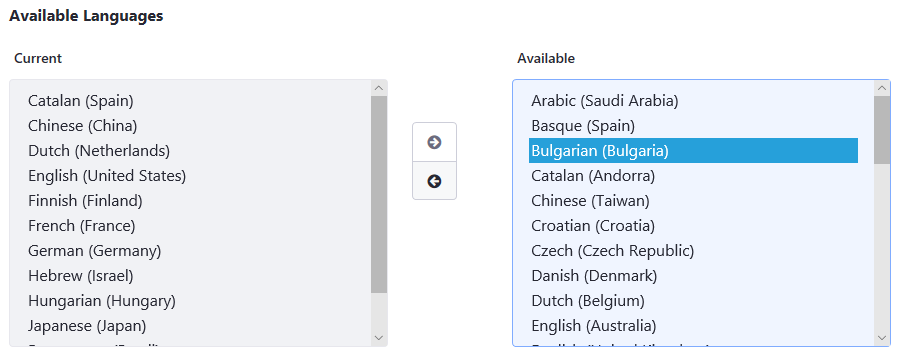 Available Languages
Current
Catalan (Spain)
Chinese (China)
Dutch (Netherlands)
English (United States)
Finnish (Finland)
French (France)
German (Germany)
Hebrew (Israel)
Hungarian (Hungary)
Japanese (Japan)
Available
Arabic (Saudi Arabia)
Basque (Spain)
Bulgarian (Bulgaria)
Catalan (Andorra)
Chinese (Taiwan)
Croatian (Croatia)
Czech (Czech Republic)
Danish (Denmark)
Dutch (Belgium)
English (Australia)